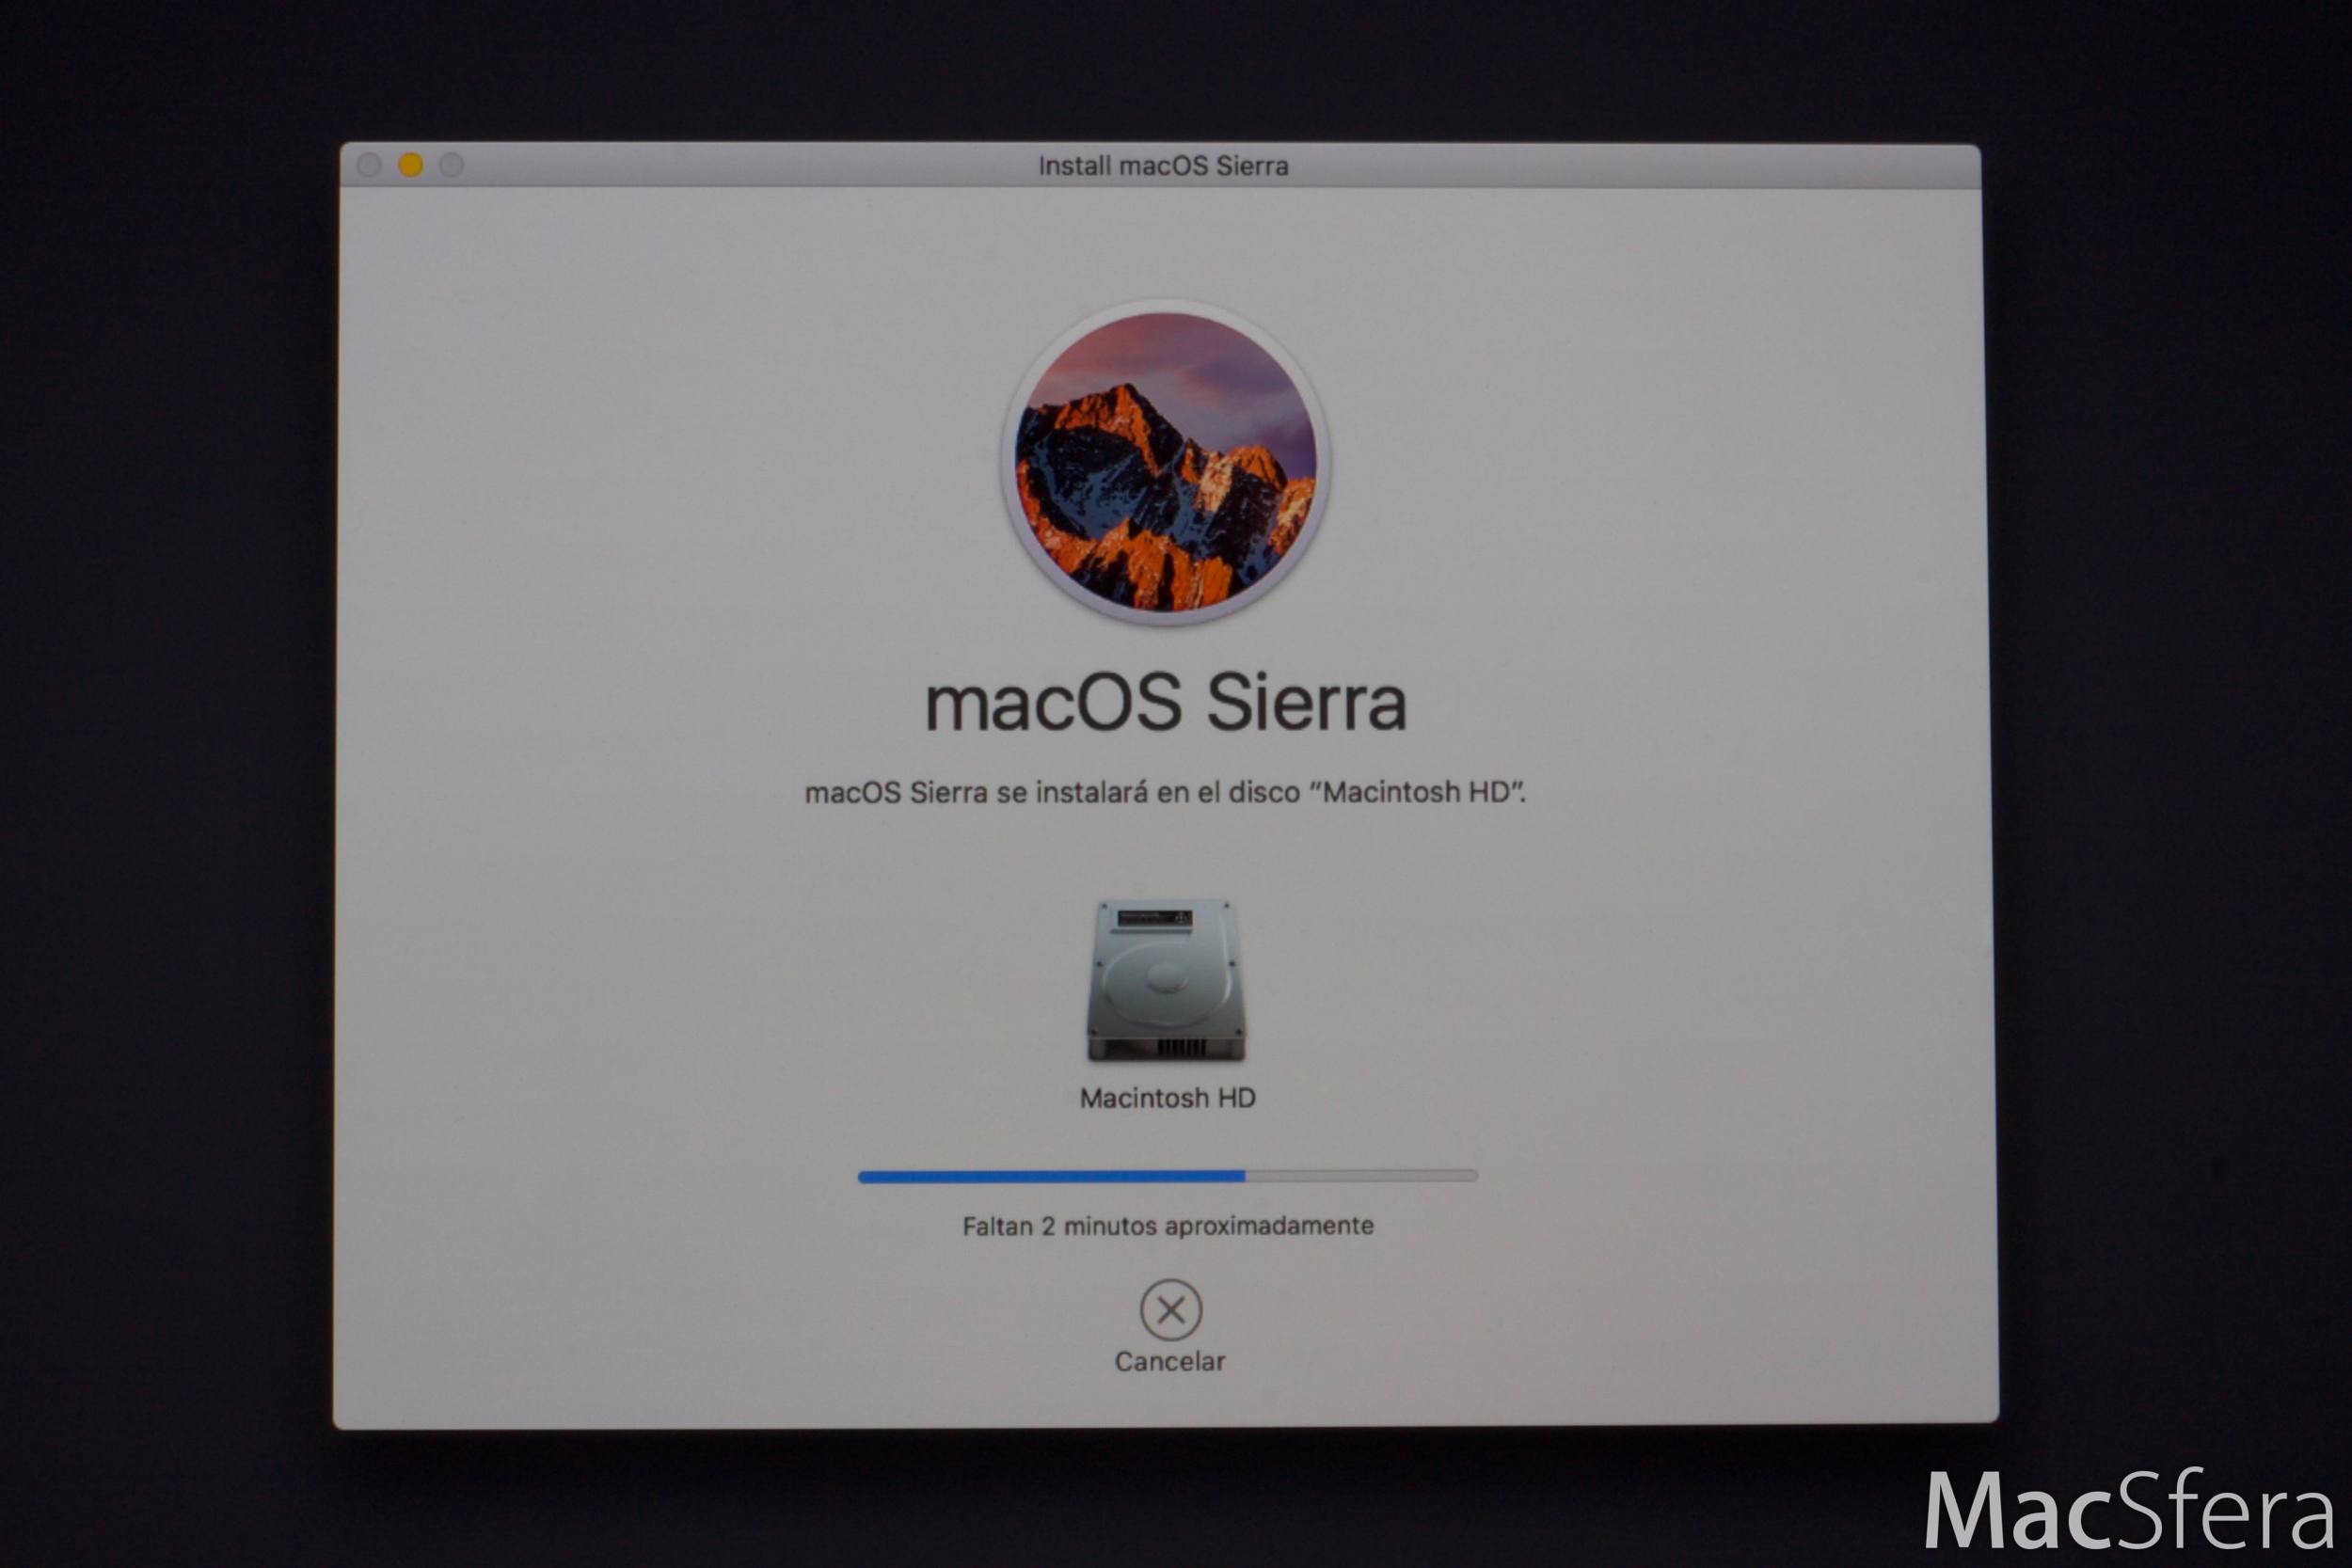 Install macOS Sierra
macOS Sierra
macOS Sierra se instalará en el disco “Macintosh HD”.
Macintosh HD
Faltan 2 minutos aproximadamente
Cancelar
MacSfera